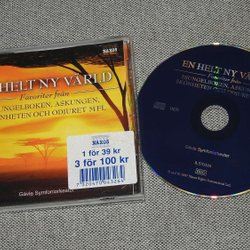 NAXOS
EN HELT NY VÄRLD
Favoriter från
DJUNGELBOKEN, ASKUNGEN,
SKÖNHETEN OCH ODJURET M FL
NAXOS
1 för 39 kr
3 för 100 kr
EN HELT NY VÄRLD
Favoriter från
DJUNGELBOKEN, ASKUNGEN,
SKÖNHETEN OCH ODJURET M FL
Gävle Symfoniorkester
Gävle Symfoniorkester